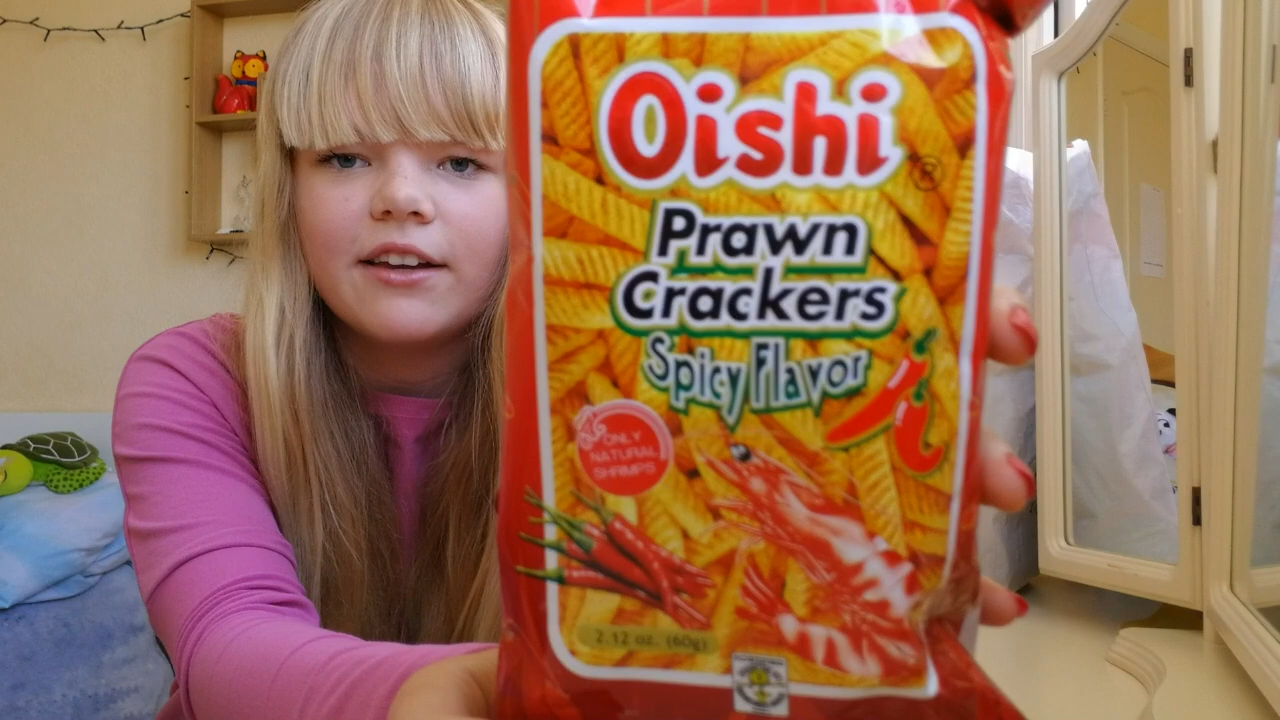 Oishi
®
Prawn
Crackers
Spicy Flavor
ONLY
NATURAL
SHRIMPS
2.12 oz. (60g)